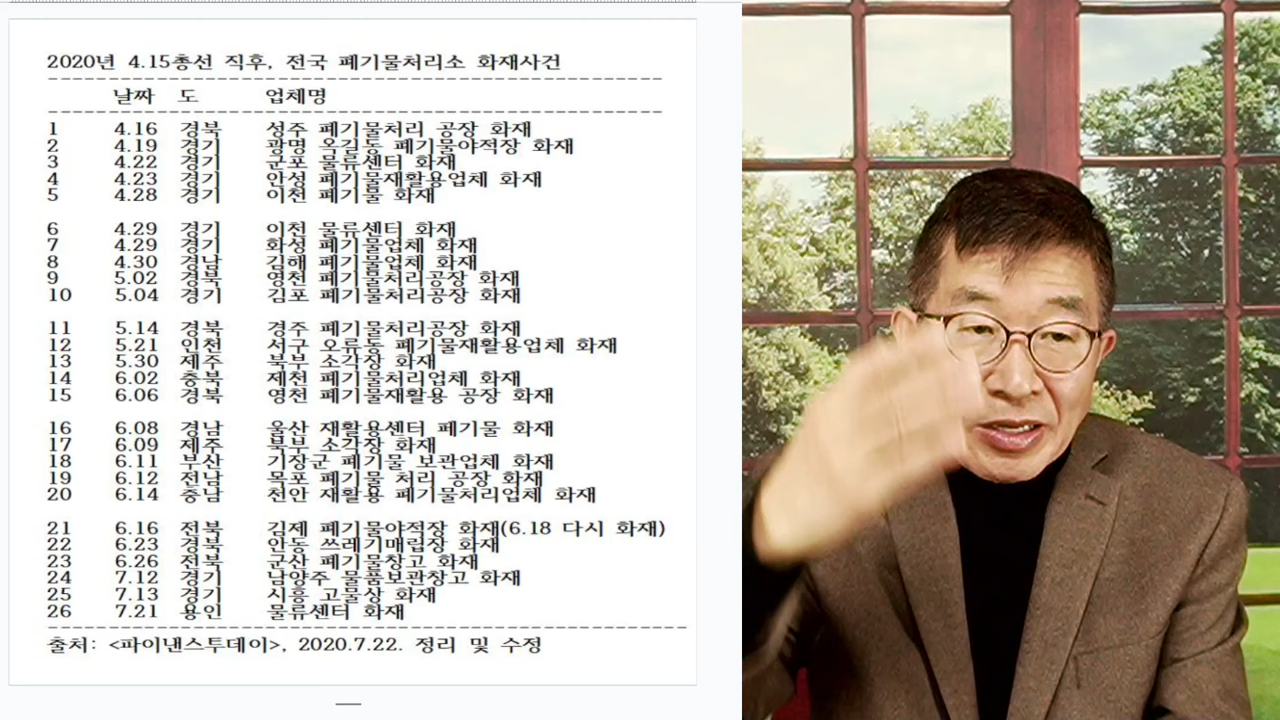 2020년 4.15총선 직후, 전국 폐기물처리소 화재사건
날짜 도 업체명
1 4.16 경북 성주 폐기물처리 공장 화재
2 4.19 경기 광명 옥길동 폐기물야적장 화재
3 4.22 경기 군포 물류센터 화재
4 4.23 경기 안성 폐기물재활용업체 화재
5 4.28 경기 이천 폐기물 화재
6 4.29 경기 이천 물류센터 화재
7 4.29 경기 화성 폐기물업체 화재
8 4.30 경남 김해 폐기물업체 화재
9 5.02 경북 영천 폐기물처리공장 화재
10 5.04 경기 김포 폐기물처리공장 화재
11 5.14 경북 경주 폐기물처리공장 화재
12 5.21 인천 서구 오류동 폐기물재활용업체 화재
13 5.30 제주 북부 소각장 화재
14 6.02 충북 제천 폐기물처리업체 화재
15 6.06 경북 영천 폐기물재활용 공장 화재
16 6.08 경남 울산 재활용센터 폐기물 화재
17 6.09 제주 북부 소각장 화재
18 6.11 부산 기장군 폐기물 보관업체 화재
19 6.12 전남 목포 폐기물 처리 공장 화재
20 6.14 충남 천안 재활용 폐기물처리업체 화재
21 6.16 전북 김제 폐기물야적장 화재(6.18 다시 화재)
22 6.23 경북 안동 쓰레기매립장 화재
23 6.26 전북 군산 폐기물창고 화재
24 7.12 경기 남양주 물품보관창고 화재
25 7.13 경기 시흥 고물상 화재
26 7.21 용인 물류센터 화재
출처: <파이낸스투데이>, 2020.7.22. 정리 및 수정